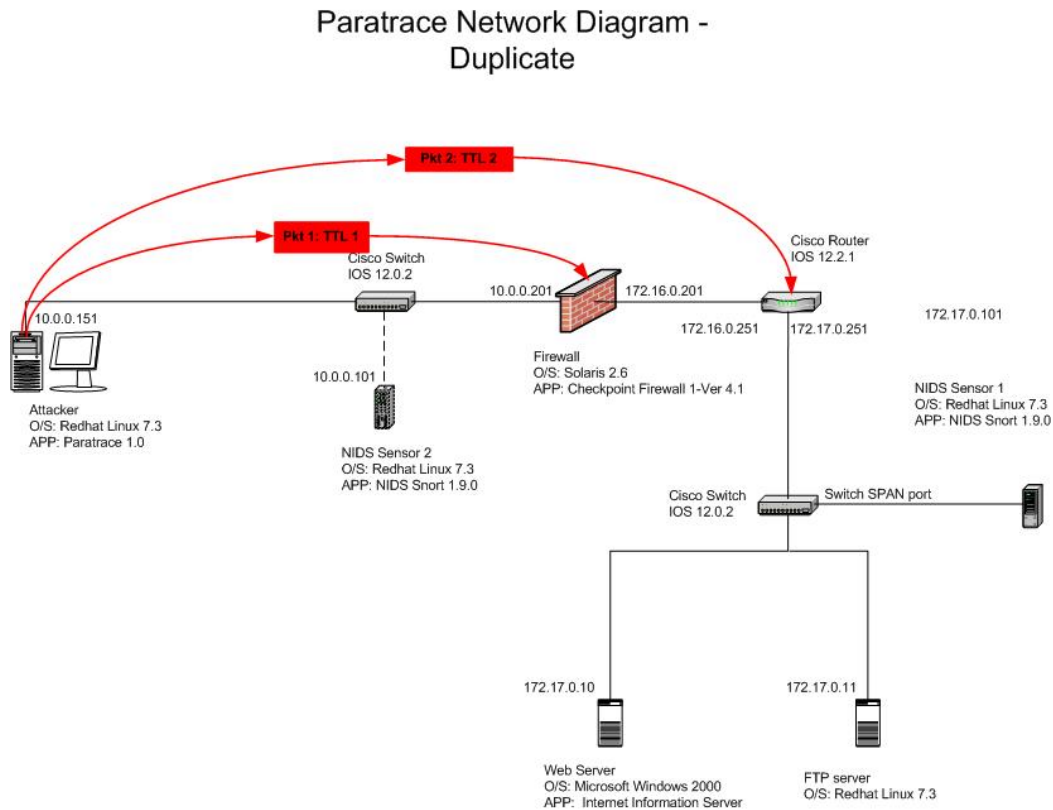 Paratrace Network Diagram -
Duplicate
Pkt 2: TTL 2
Pkt 1: TTL 1
Cisco Switch
IOS 12.0.2
Cisco Router
IOS 12.2.1
10.0.0.151
10.0.0.201
172.16.0.201
172.16.0.251
172.17.0.251
172.17.0.101
Attacker
O/S: Redhat Linux 7.3
APP: Paratrace 1.0
10.0.0.101
NIDS Sensor 2
O/S: Redhat Linux 7.3
APP: NIDS Snort 1.9.0
Firewall
O/S: Solaris 2.6
APP: Checkpoint Firewall 1-Ver 4.1
NIDS Sensor 1
O/S: Redhat Linux 7.3
APP: NIDS Snort 1.9.0
Cisco Switch
IOS 12.0.2
Switch SPAN port
172.17.0.10
172.17.0.11
Web Server
O/S: Microsoft Windows 2000
APP: Internet Information Server
FTP server
O/S: Redhat Linux 7.3